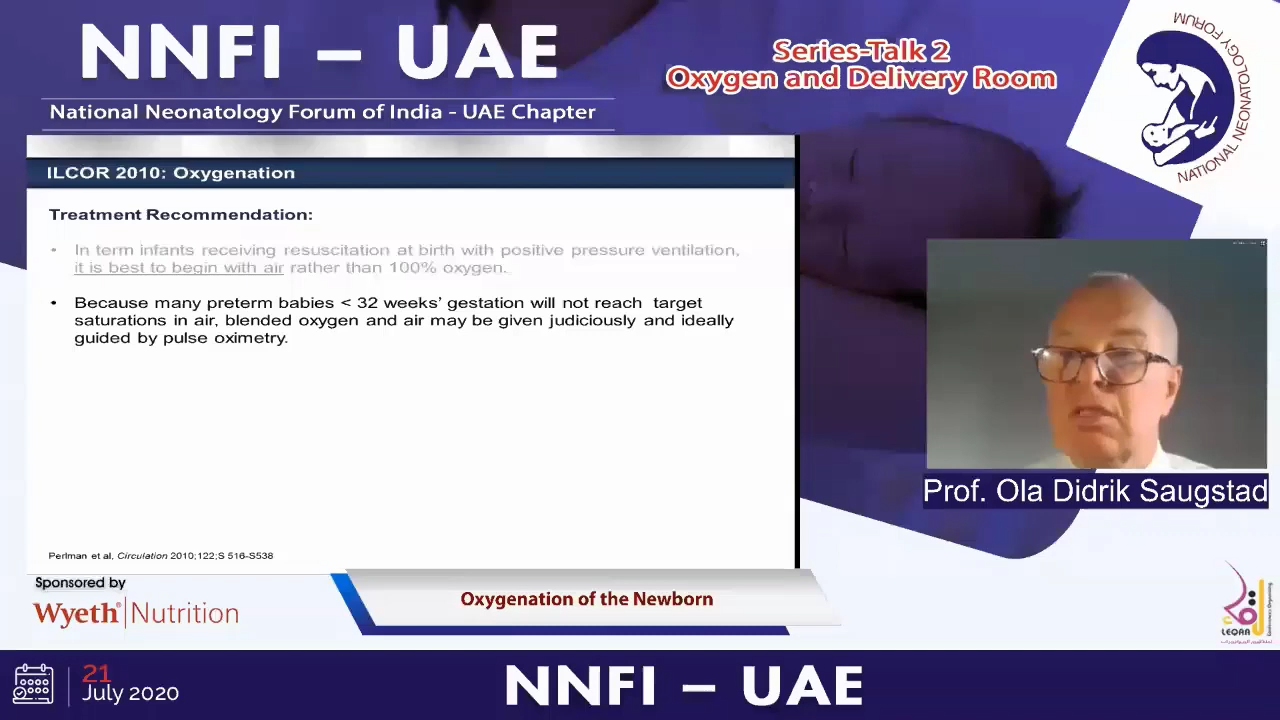 NNFI – UAE
National Neonatology Forum of India - UAE Chapter
Series-Talk 2
Oxygen and Delivery Room
NATIONAL NEONATOLOGY FORUM
ILCOR 2010: Oxygenation
Treatment Recommendation:
• In term infants receiving resuscitation at birth with positive pressure ventilation,
it is best to begin with air rather than 100% oxygen.
• Because many preterm babies < 32 weeks' gestation will not reach target
saturations in air, blended oxygen and air may be given judiciously and ideally
guided by pulse oximetry.
Perlman et al, Circulation 2010;122;S 516-S538
Prof. Ola Didrik Saugstad
Sponsored by
Wyeth® Nutrition
Oxygenation of the Newborn
LEQAA
21
July 2020
NNFI – UAE